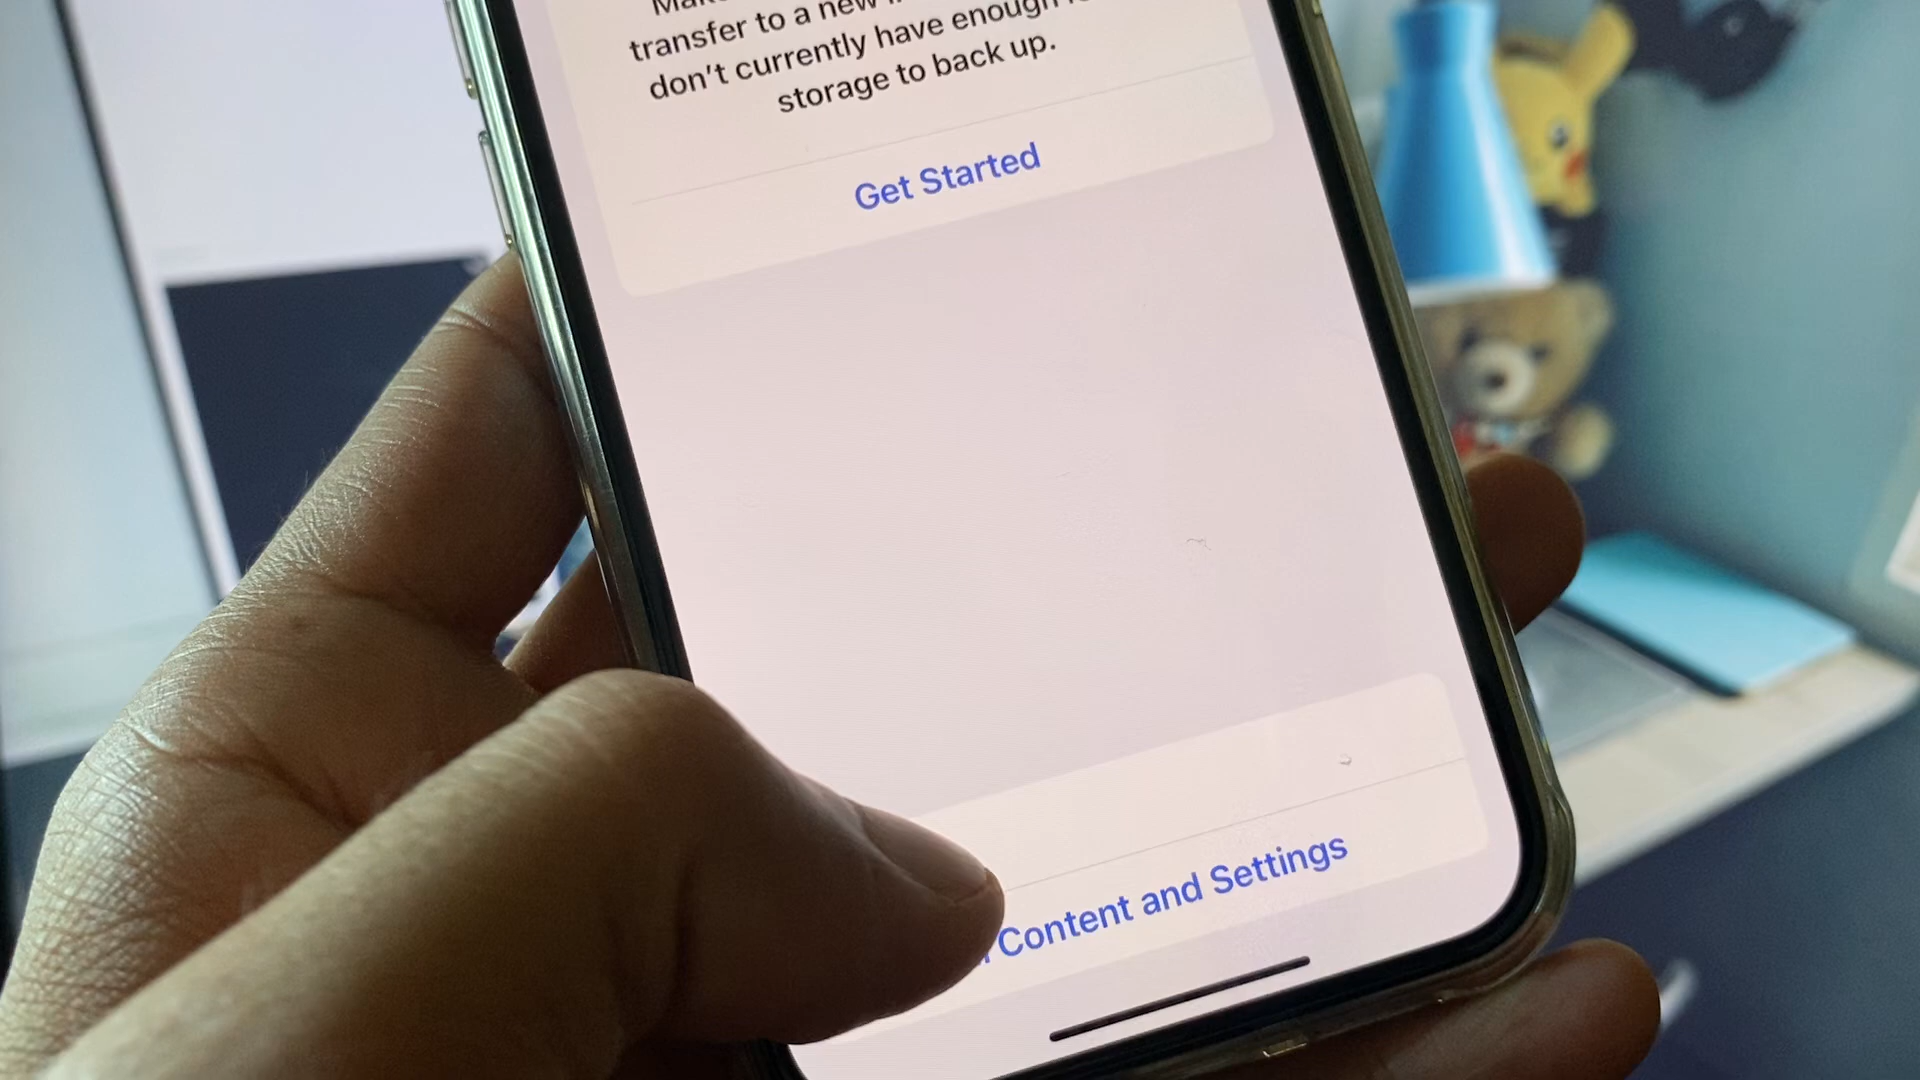 transfer to a new
don't currently have enough
storage to back up.
Get Started
Content and Settings